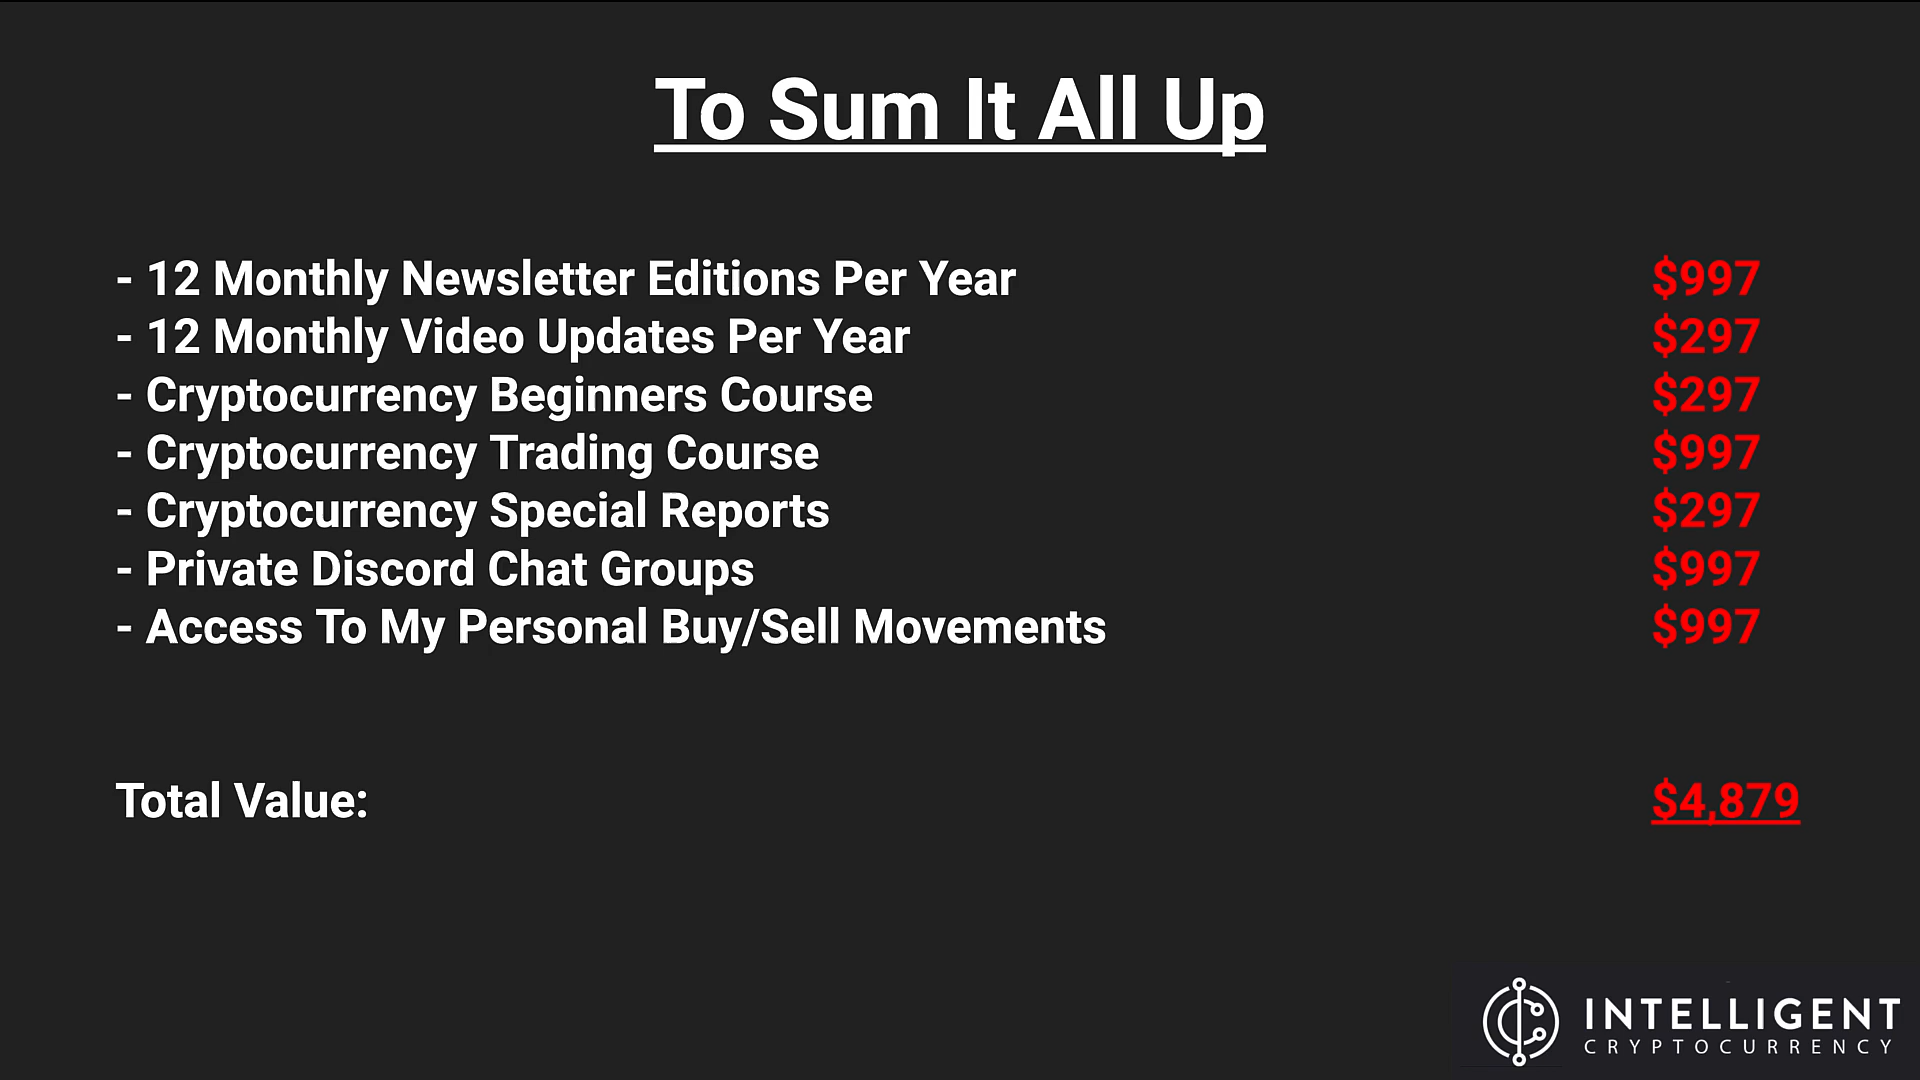 To Sum It All Up
- 12 Monthly Newsletter Editions Per Year $997
- 12 Monthly Video Updates Per Year $297
- Cryptocurrency Beginners Course $297
- Cryptocurrency Trading Course $997
- Cryptocurrency Special Reports $297
- Private Discord Chat Groups $997
- Access To My Personal Buy/Sell Movements $997
Total Value: $4,879
INTELLIGENT
CRYPTOCURRENCY